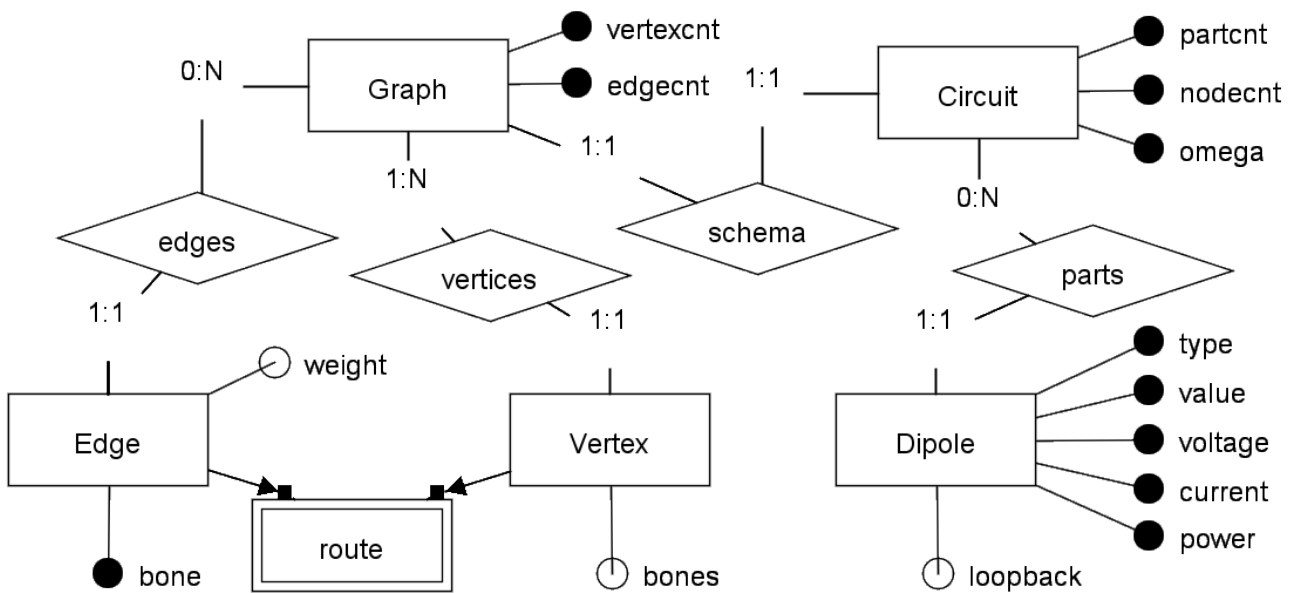 vertexcnt
partcnt
0:N
Graph
edgecnt
1:1
Circuit
nodecnt
1:1
omega
1:N
0:N
edges
schema
vertices
parts
1:1
1:1
1:1
type
weight
value
Edge
Vertex
Dipole
voltage
current
route
power
bone
bones
loopback